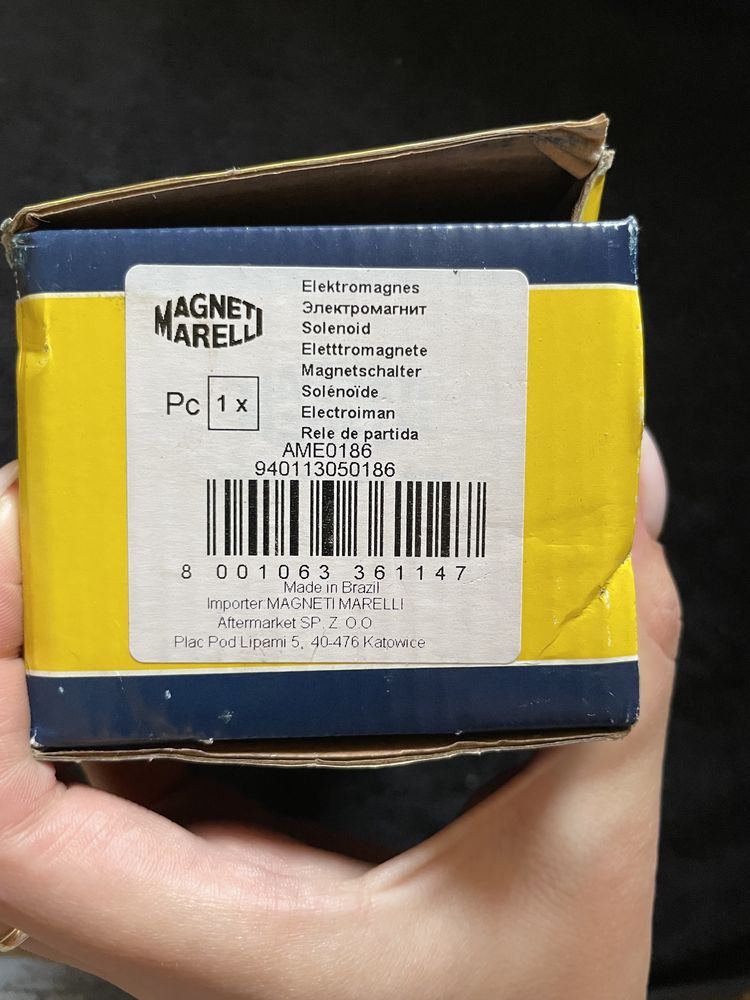 MAGNETI
MARELLI
Elektromagnes
Электромагнит
Solenoid
Eletttromagnete
Magnetschalter
Solénoïde
Electroiman
Rele de partida
Pc 1 x
AME0186
940113050186
8 001063 361147
Made in Brazil
Importer:MAGNETI MARELLI
Aftermarket SP. Z. O.O
Plac Pod Lipami 5, 40-476 Katowice